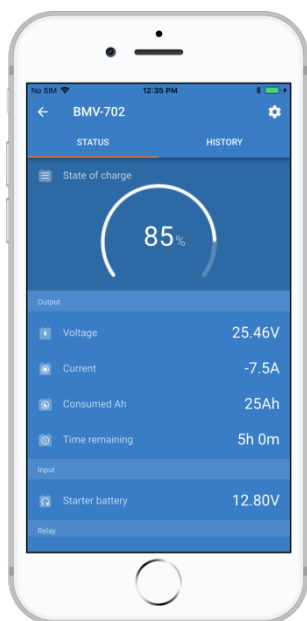 No SIM 12:35 PM
BMV-702
STATUS HISTORY
State of charge
85%
Output
Voltage 25.46V
Current -7.5A
Consumed Ah 25Ah
Time remaining 5h 0m
Input
Starter battery 12.80V
Relay